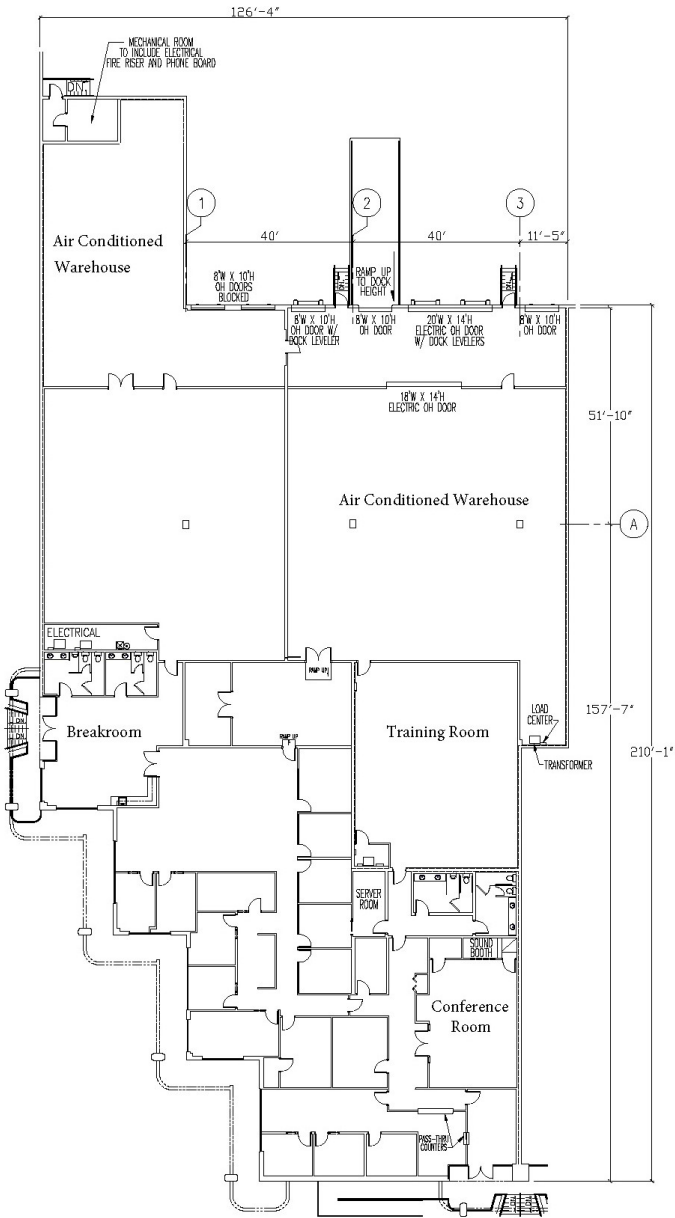 126'-4"
MECHANICAL ROOM
TO INCLUDE ELECTRICAL
FIRE RISER AND PHONE BOARD
DN.
1
2
3
40'
40'
11'-5"
Air Conditioned
Warehouse
8'W X 10'H
OH DOORS
BLOCKED
DN.
RAMP UP
TO DOCK
HEIGHT
DN.
8'W X 10'H
OH DOOR W/
DOCK LEVELER
8'W X 10'H
OH DOOR
20'W X 14'H
ELECTRIC OH DOOR
W/ DOCK LEVELERS
8'W X 10'H
OH DOOR
18'W X 14'H
ELECTRIC OH DOOR
51'-10"
Air Conditioned Warehouse
A
ELECTRICAL
RAMP UP
DN.
DN.
Breakroom
RAMP UP
Training Room
LOAD
CENTER
TRANSFORMER
157'-7"
210'-1"
SERVER
ROOM
SOUND
BOOTH
Conference
Room
PASS-THRU
COUNTERS